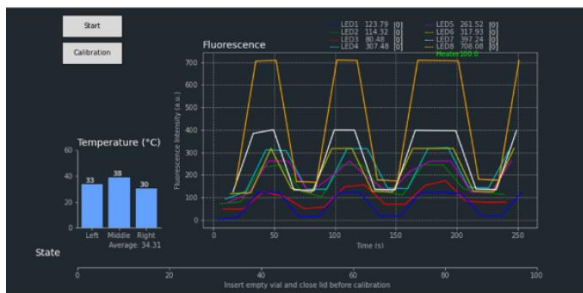 Start
Calibration
Fluorescence
LED1 123.79 [0]
LED2 114.32 [0]
LED3 80.48 [0]
LED4 307.48 [0]
LED5 261.52 [0]
LED6 317.93 [0]
LED7 397.24 [0]
LED8 708.08 [0]
Heater100.0
Fluorescence Intensity (a.u.)
700
600
500
400
300
200
100
0
0 50 100 150 200 250
Time (s)
Temperature (°C)
60
40
20
0
33 38 30
Left Middle Right
Average: 34.31
State
0 20 40 60 80 100
Insert empty vial and close lid before calibration